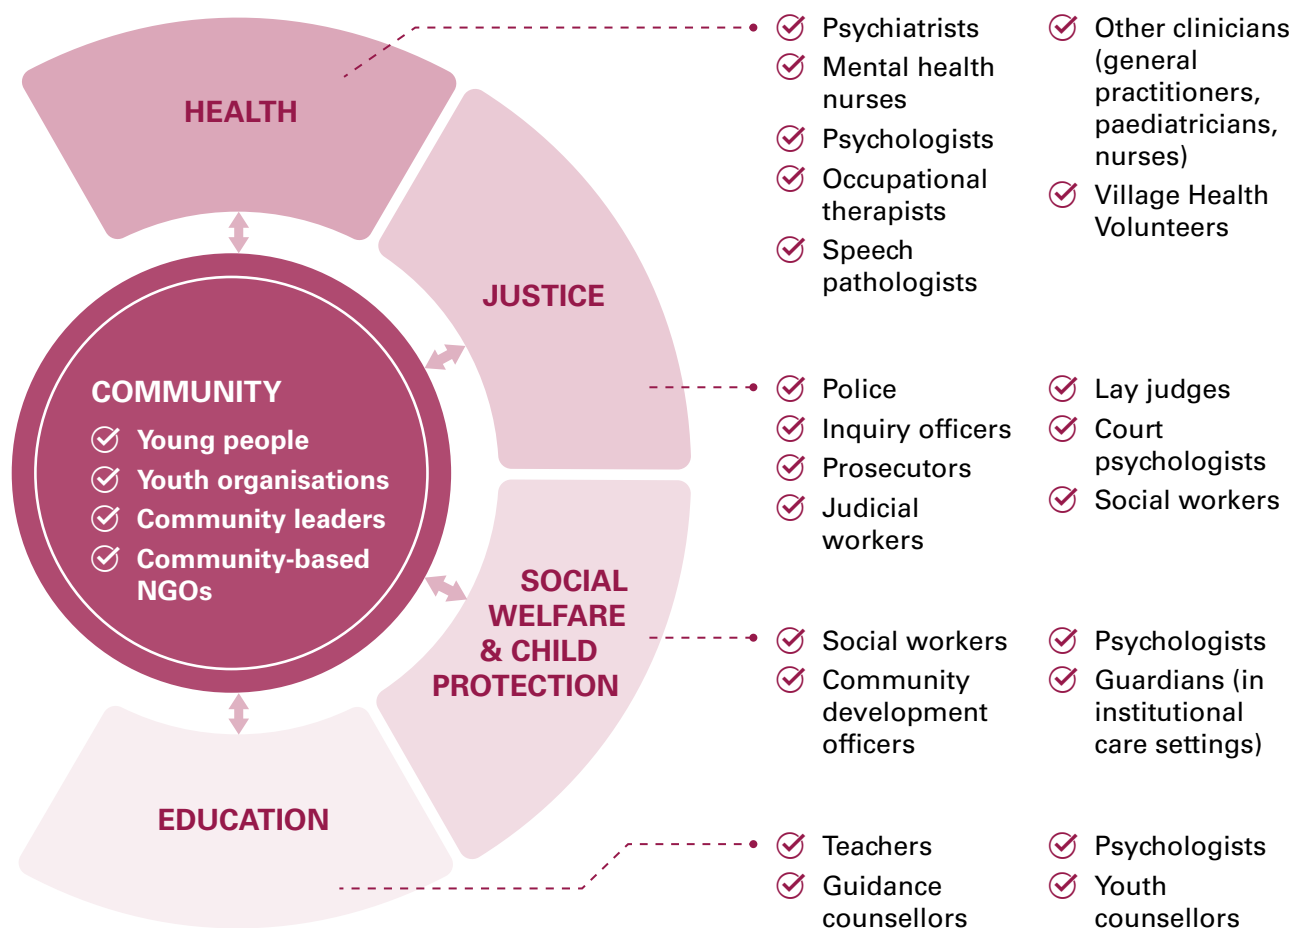 HEALTH
Psychiatrists
Mental health
nurses
Psychologists
Occupational
therapists
Speech
pathologists
Other clinicians
(general
practitioners,
paediatricians,
nurses)
Village Health
Volunteers
JUSTICE
Police
Inquiry officers
Prosecutors
Judicial
workers
Lay judges
Court
psychologists
Social workers
COMMUNITY
Young people
Youth organisations
Community leaders
Community-based
NGOs
SOCIAL
WELFARE
& CHILD
PROTECTION
Social workers
Community
development
officers
Psychologists
Guardians (in
institutional
care settings)
EDUCATION
Teachers
Guidance
counsellors
Psychologists
Youth
counsellors